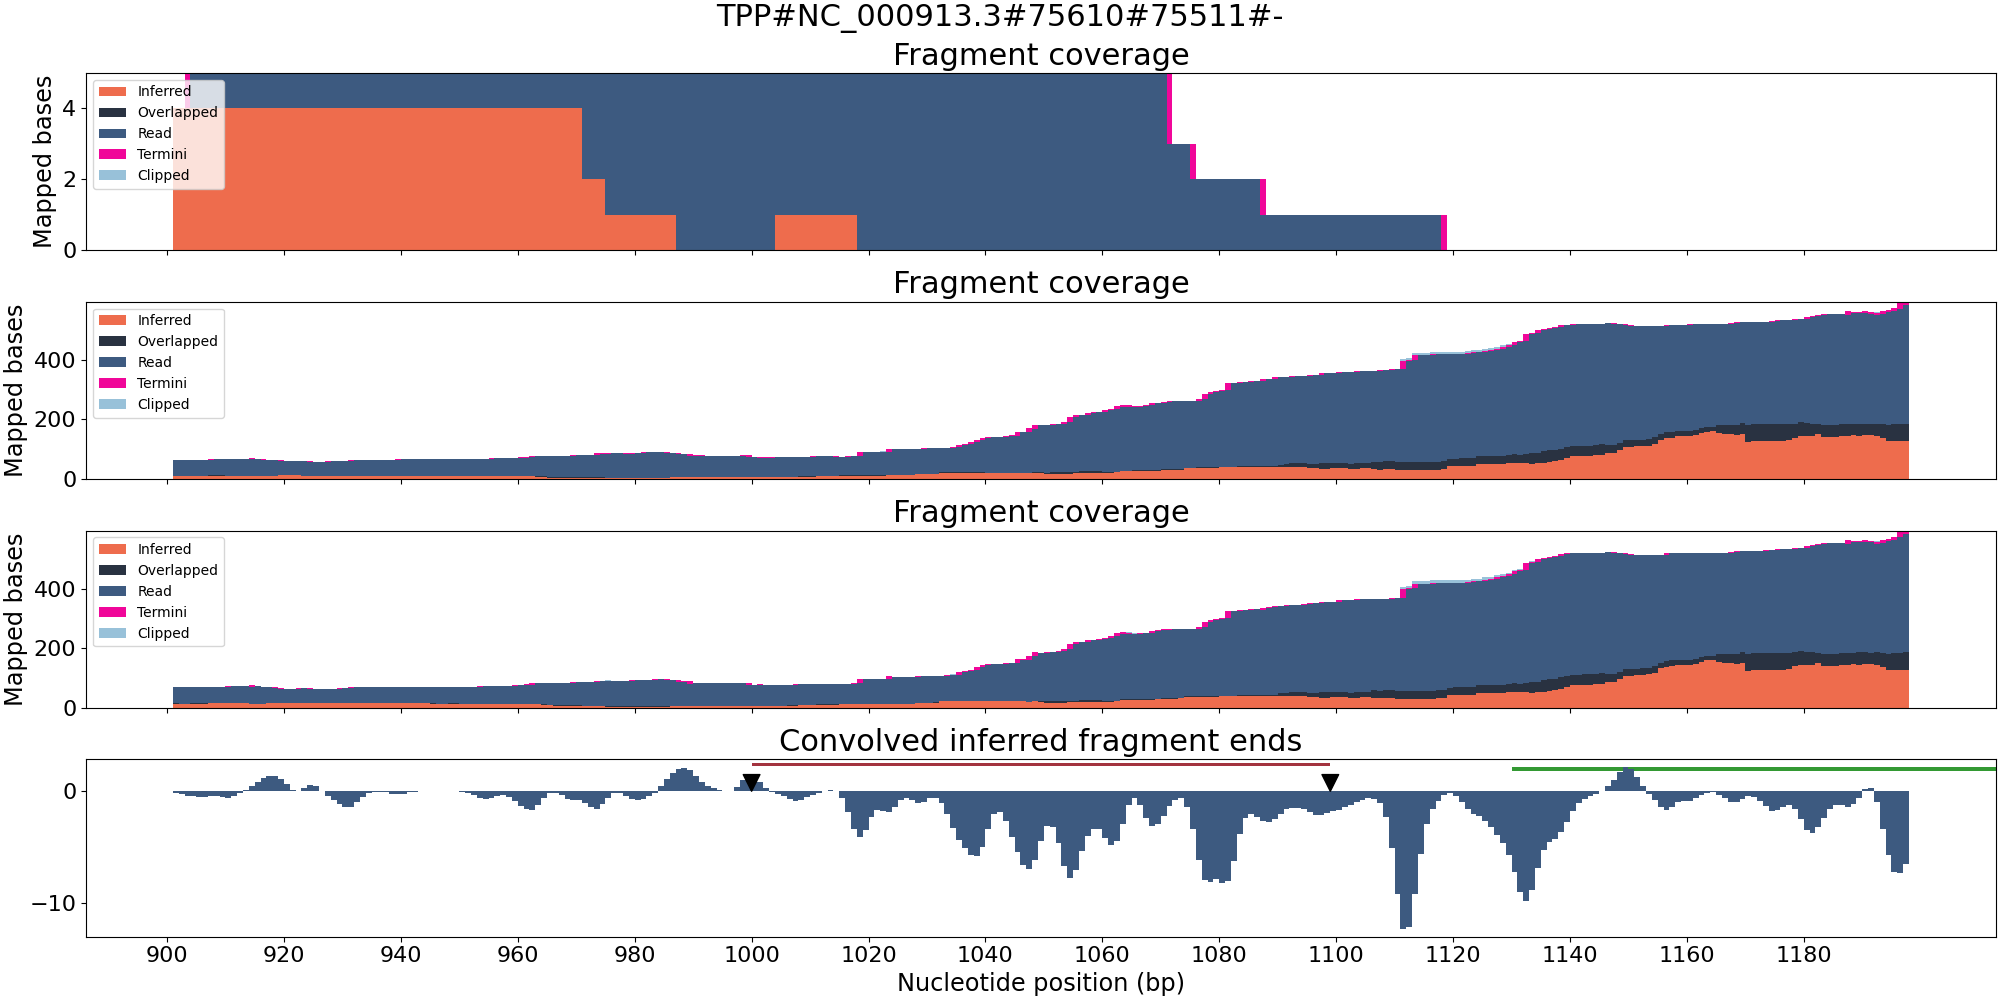 TPP#NC_000913.3#75610#75511#-
Fragment coverage
Mapped bases
4
2
0
Inferred
Overlapped
Read
Termini
Clipped
Fragment coverage
Mapped bases
400
200
0
Inferred
Overlapped
Read
Termini
Clipped
Fragment coverage
Mapped bases
400
200
0
Inferred
Overlapped
Read
Termini
Clipped
Convolved inferred fragment ends
0
−10
900 920 940 960 980 1000 1020 1040 1060 1080 1100 1120 1140 1160 1180
Nucleotide position (bp)